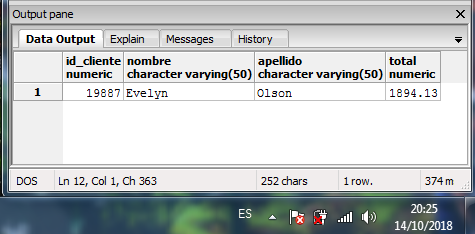 Output pane
Data Output Explain Messages History
id_cliente nombre apellido total
numeric character varying(50) character varying(50) numeric
1 19887 Evelyn Olson 1894.13
DOS Ln 12, Col 1, Ch 363 252 chars 1 row. 374 m
ES 20:25
14/10/2018